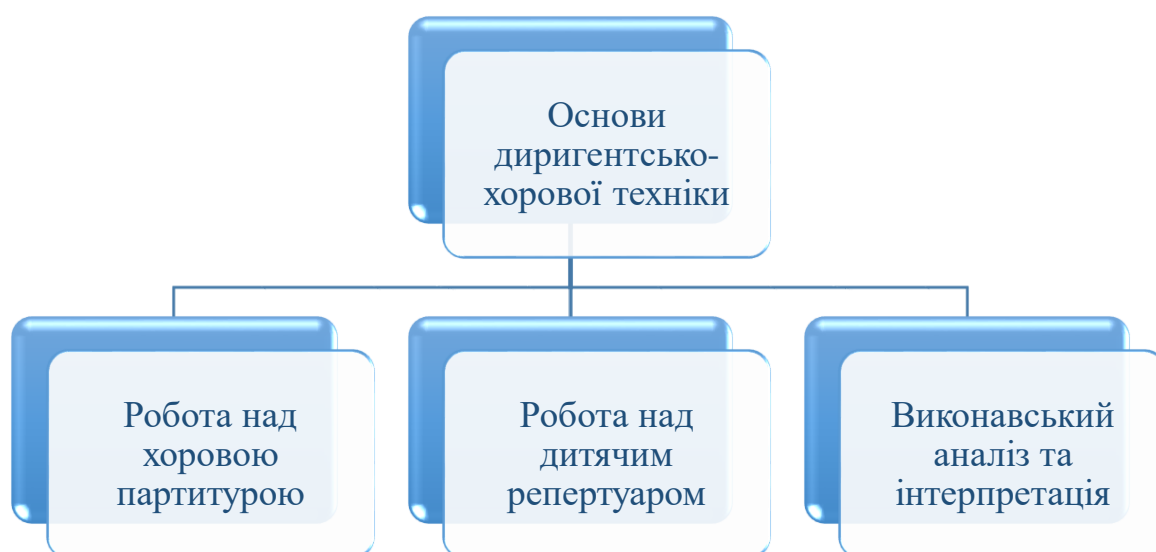 Основи
диригентсько-
хорової техніки
Робота над
хоровою
партитурою
Робота над
дитячим
репертуаром
Виконавський
аналіз та
інтерпретація